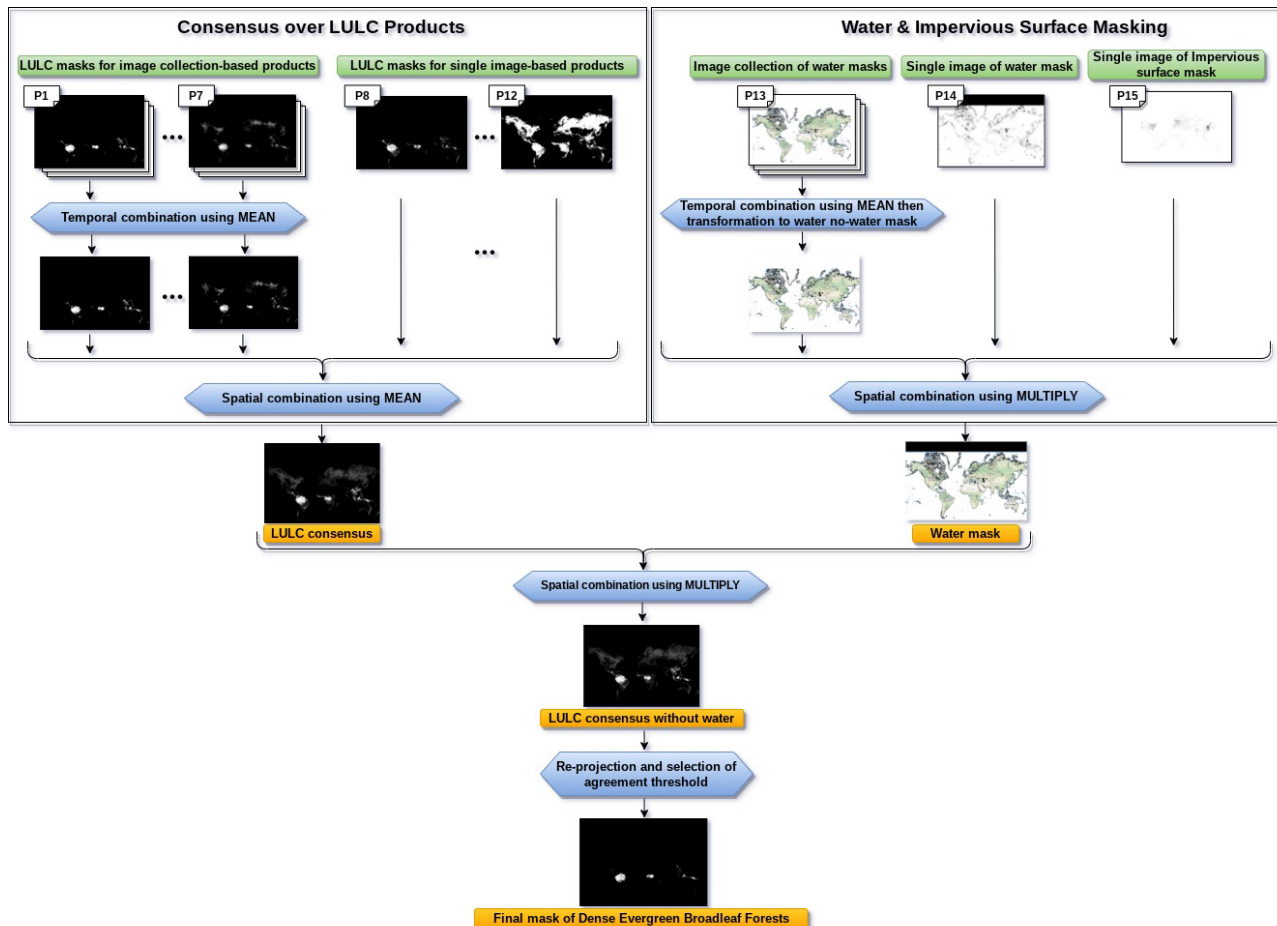 Consensus over LULC Products
Water & Impervious Surface Masking
LULC masks for image collection-based products
LULC masks for single image-based products
Image collection of water masks
Single image of water mask
Single image of Impervious
surface mask
P1
P7
P8
P12
P13
P14
P15
...
...
Temporal combination using MEAN
Temporal combination using MEAN then
transformation to water no-water mask
...
...
Spatial combination using MEAN
Spatial combination using MULTIPLY
LULC consensus
Water mask
Spatial combination using MULTIPLY
LULC consensus without water
Re-projection and selection of
agreement threshold
Final mask of Dense Evergreen Broadleaf Forests